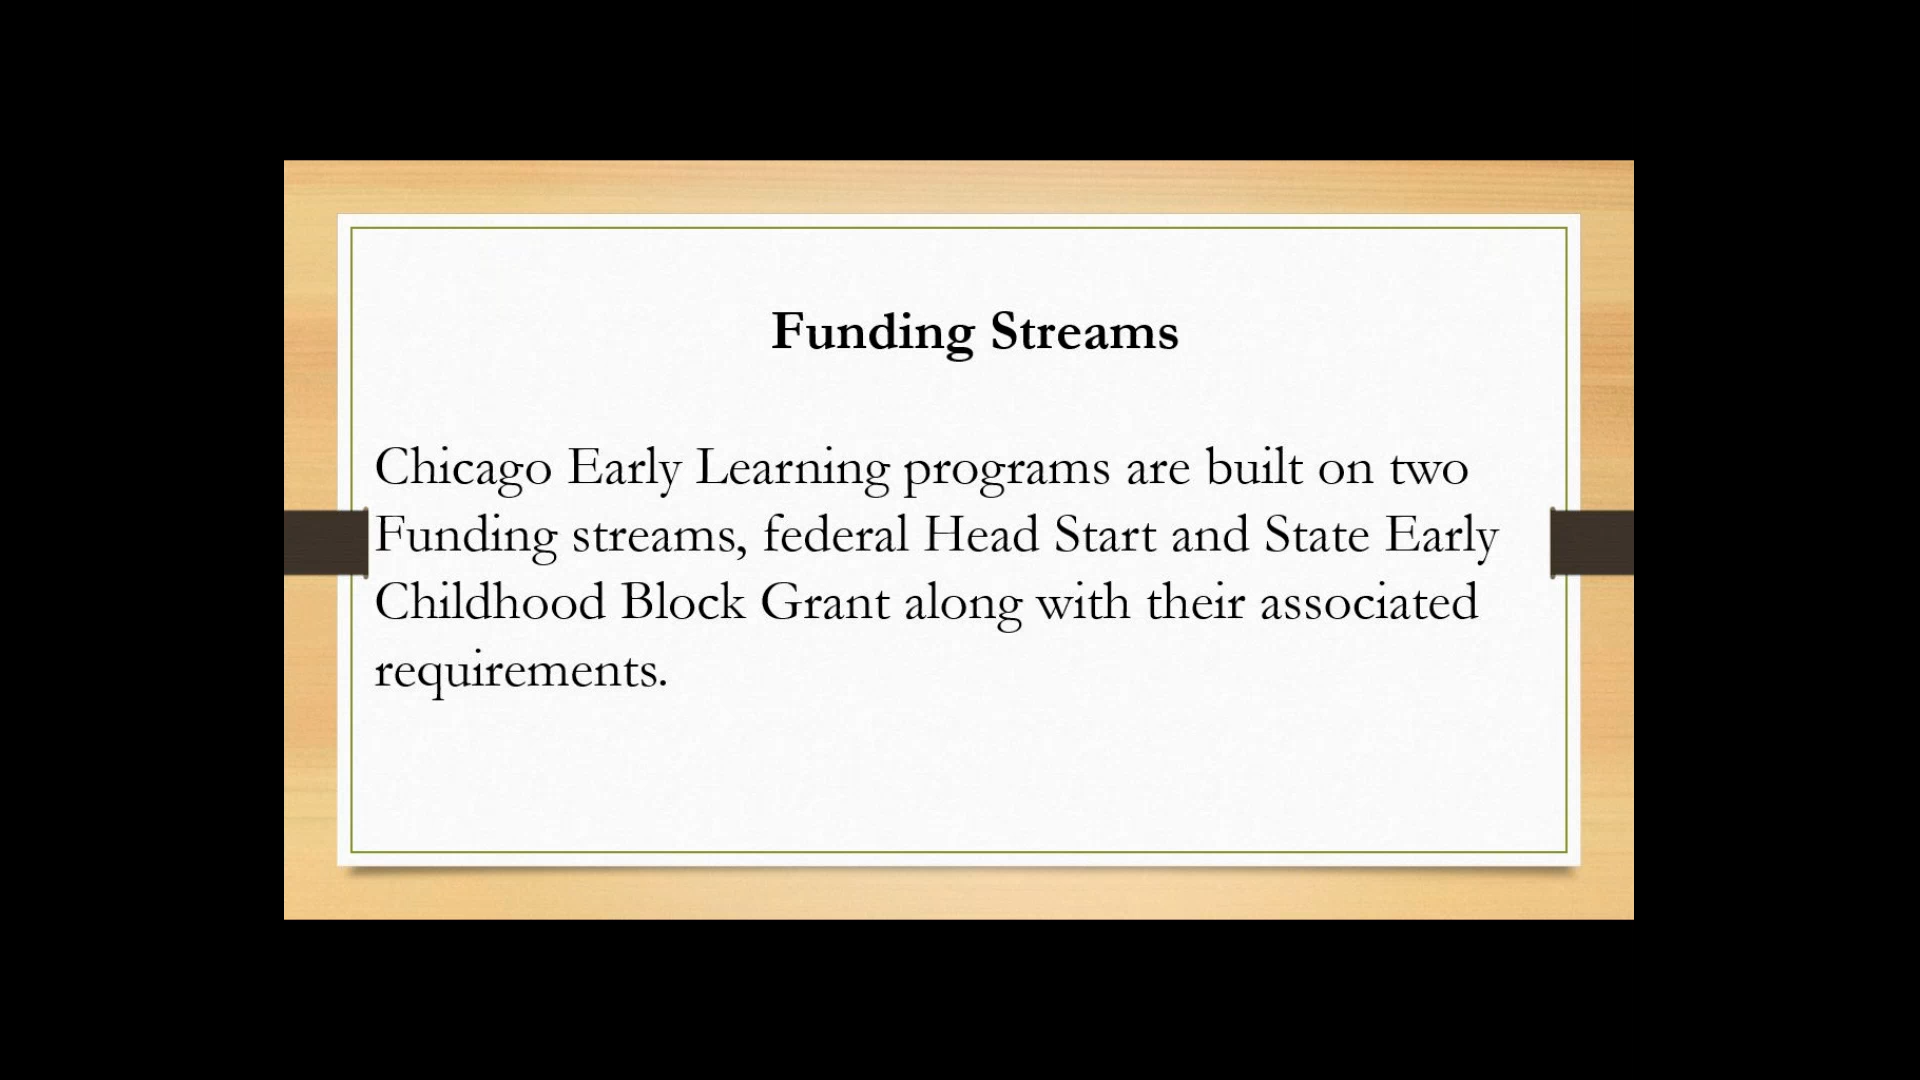 Funding Streams
Chicago Early Learning programs are built on two
Funding streams, federal Head Start and State Early
Childhood Block Grant along with their associated
requirements.